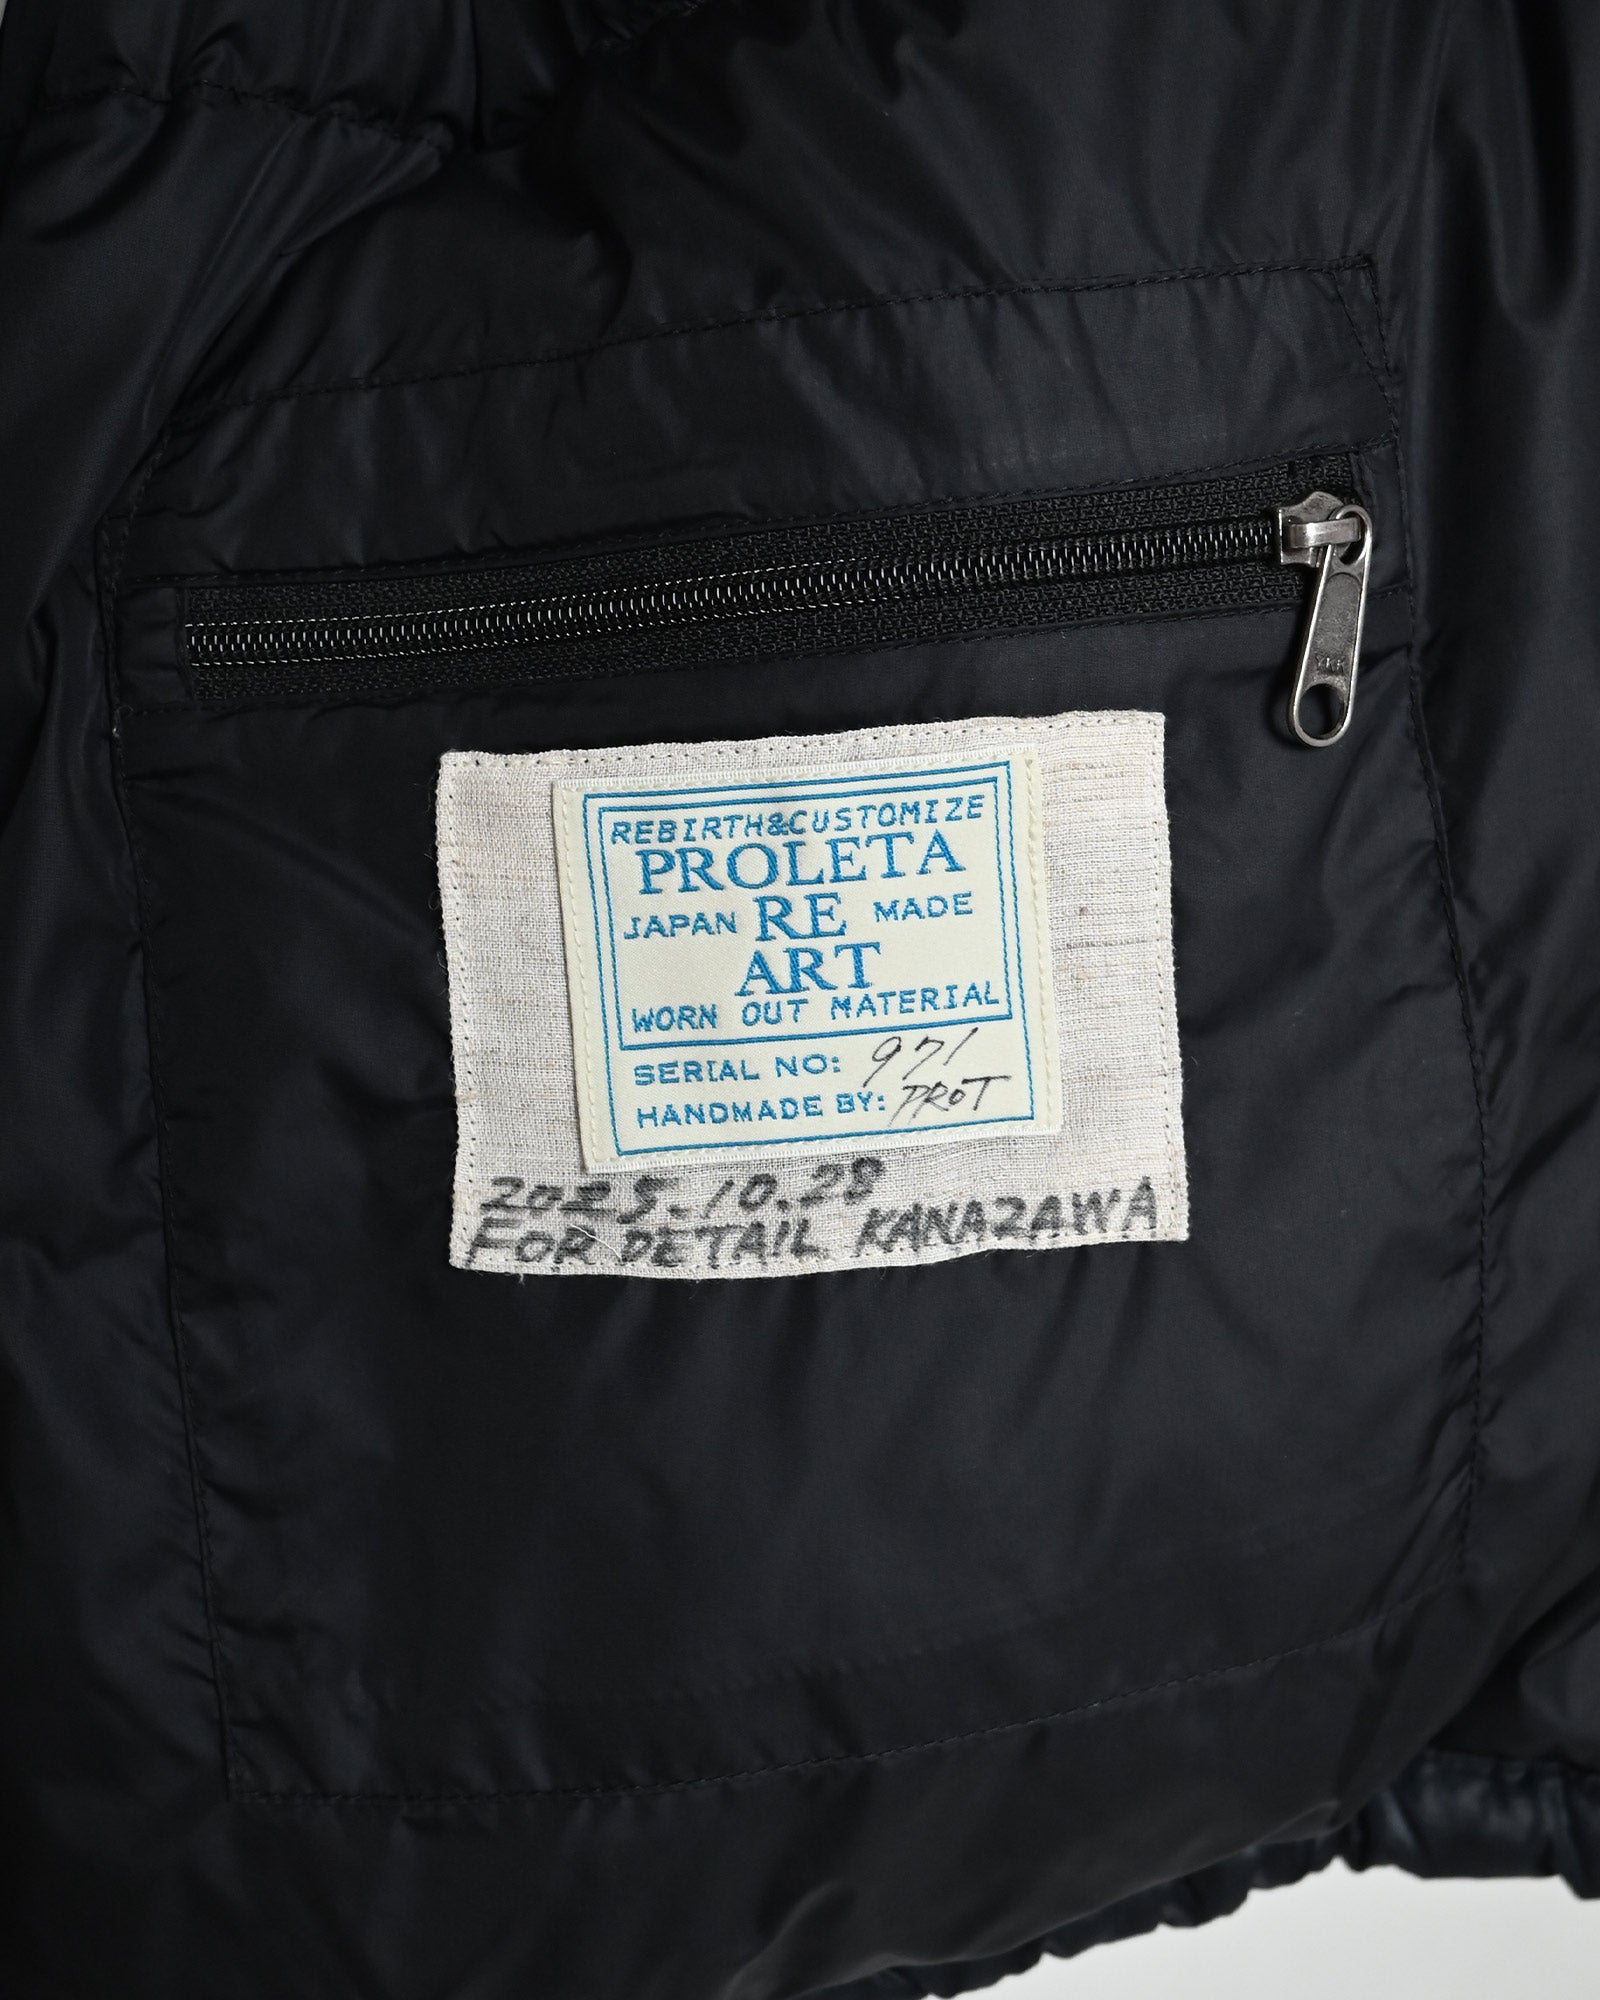 YKK
REBIRTH&CUSTOMIZE
PROLETA
JAPAN RE MADE
ART
WORN OUT MATERIAL
SERIAL NO: 971
HANDMADE BY: PROT
2025.10.28
FOR DETAIL KANAZAWA